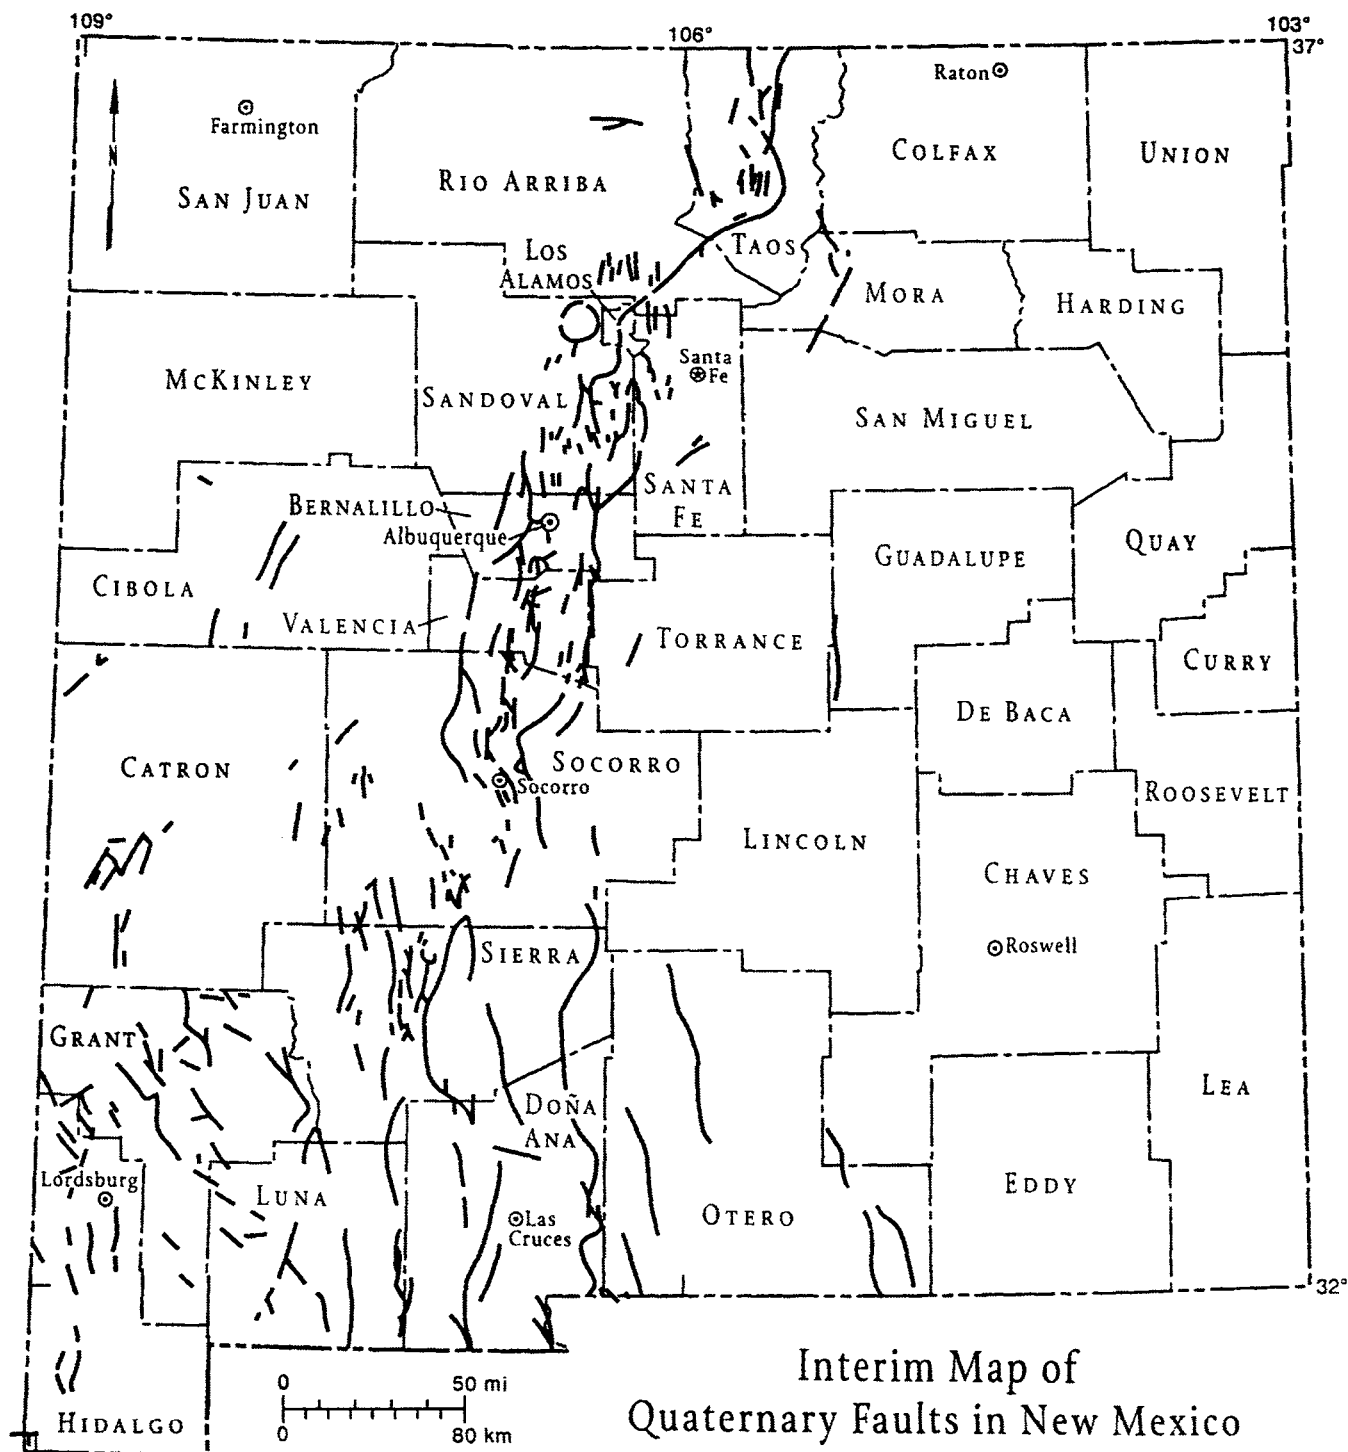 109°
106°
103°
37°
Raton
Farmington
N
SAN JUAN
RIO ARRIBA
COLFAX
UNION
TAOS
LOS
ALAMOS
MORA
HARDING
MCKINLEY
SANDOVAL
Santa
Fe
SAN MIGUEL
SANTA
FE
BERNALILLO
Albuquerque
GUADALUPE
QUAY
CIBOLA
VALENCIA
TORRANCE
CURRY
DE BACA
CATRON
SOCORRO
Socorro
ROOSEVELT
LINCOLN
CHAVES
SIERRA
Roswell
GRANT
LEA
DOÑA
ANA
Lordsburg
LUNA
EDDY
Las
Cruces
OTERO
32°
HIDALGO
0 50 mi
0 80 km
Interim Map of
Quaternary Faults in New Mexico